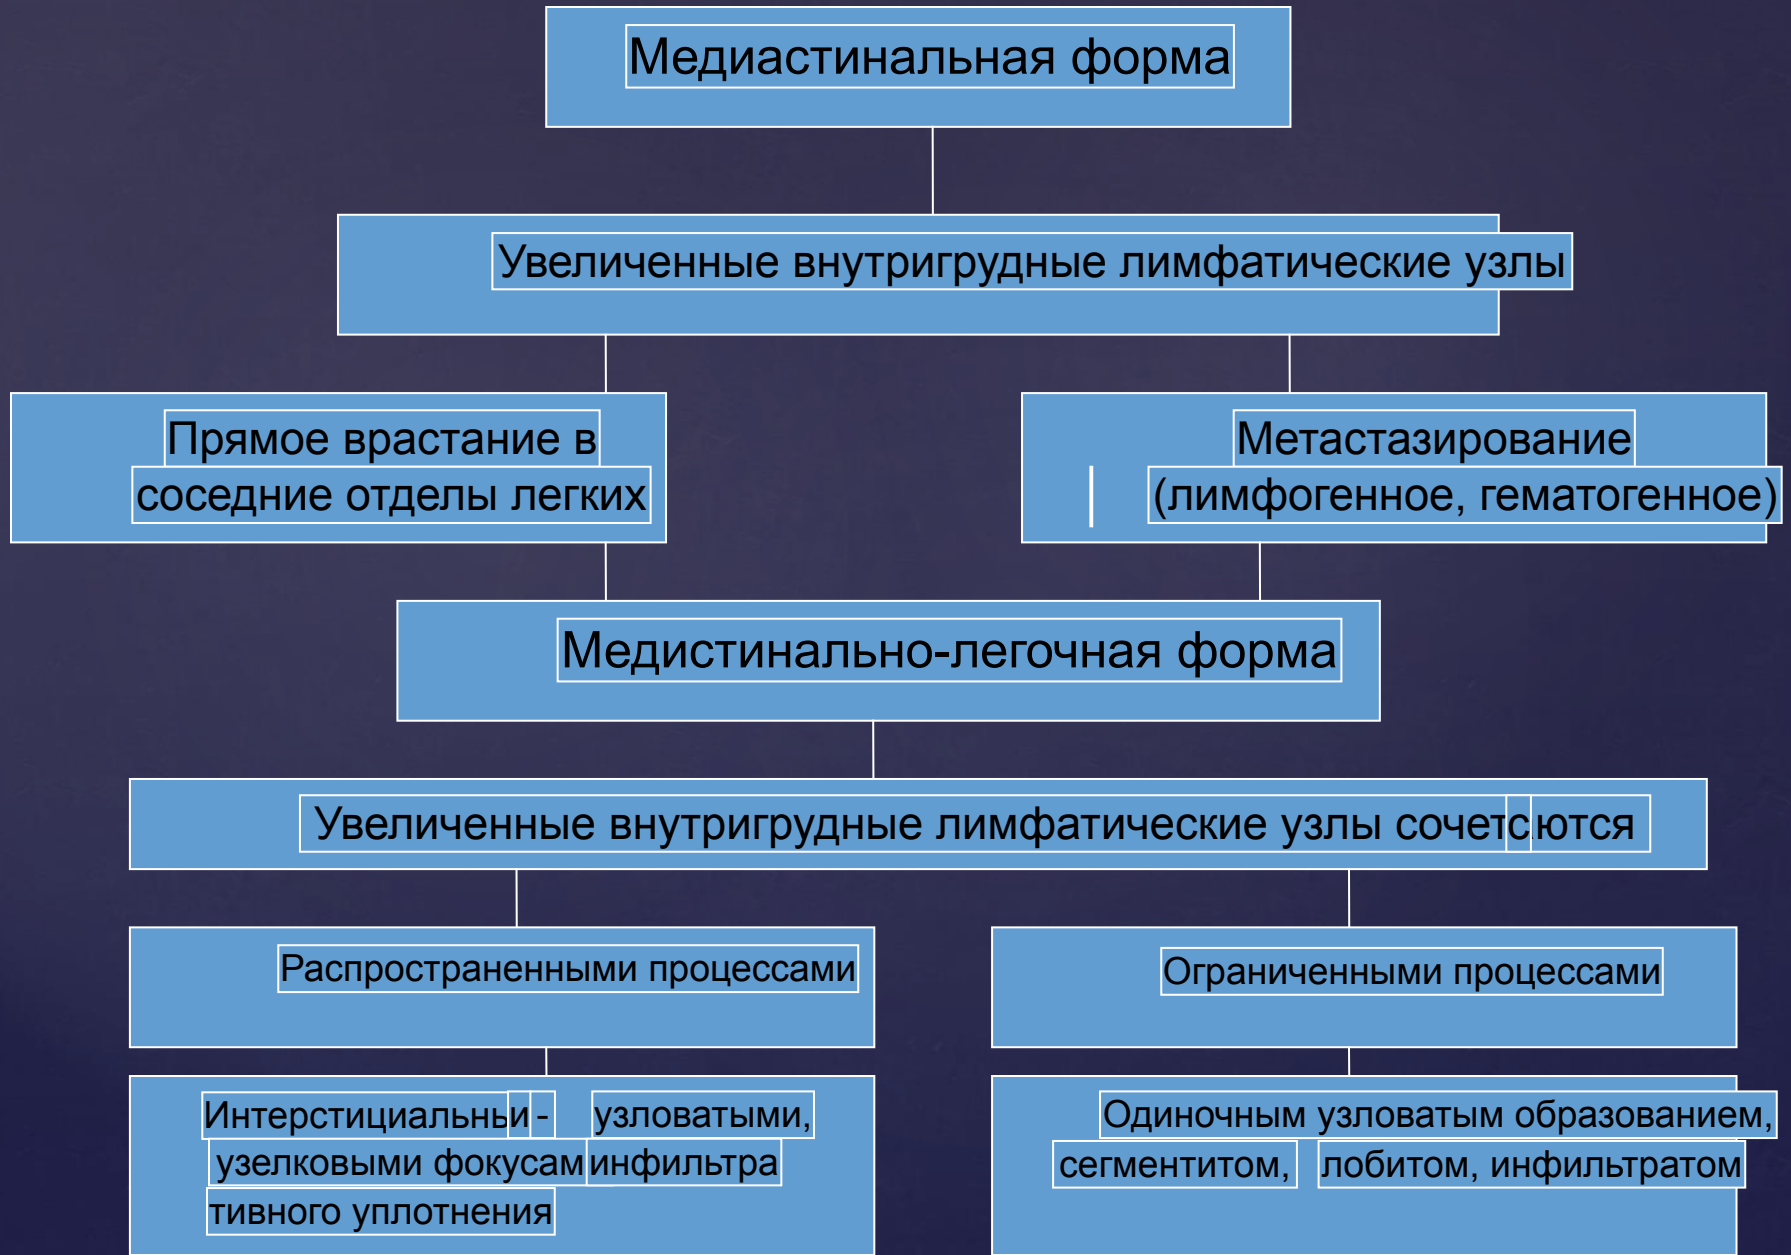 Медиастинальная форма
Увеличенные внутригрудные лимфатические узлы
Прямое врастание в
соседние отделы легких
Метастазирование
(лимфогенное, гематогенное)
Медистинально-легочная форма
Увеличенные внутригрудные лимфатические узлы сочетсются
Распространенными процессами
Ограниченными процессами
Интерстициальны и - узловатыми,
узелковыми фокусам инфильтра
тивного уплотнения
Одиночным узловатым образованием,
сегментитом, лобитом, инфильтратом